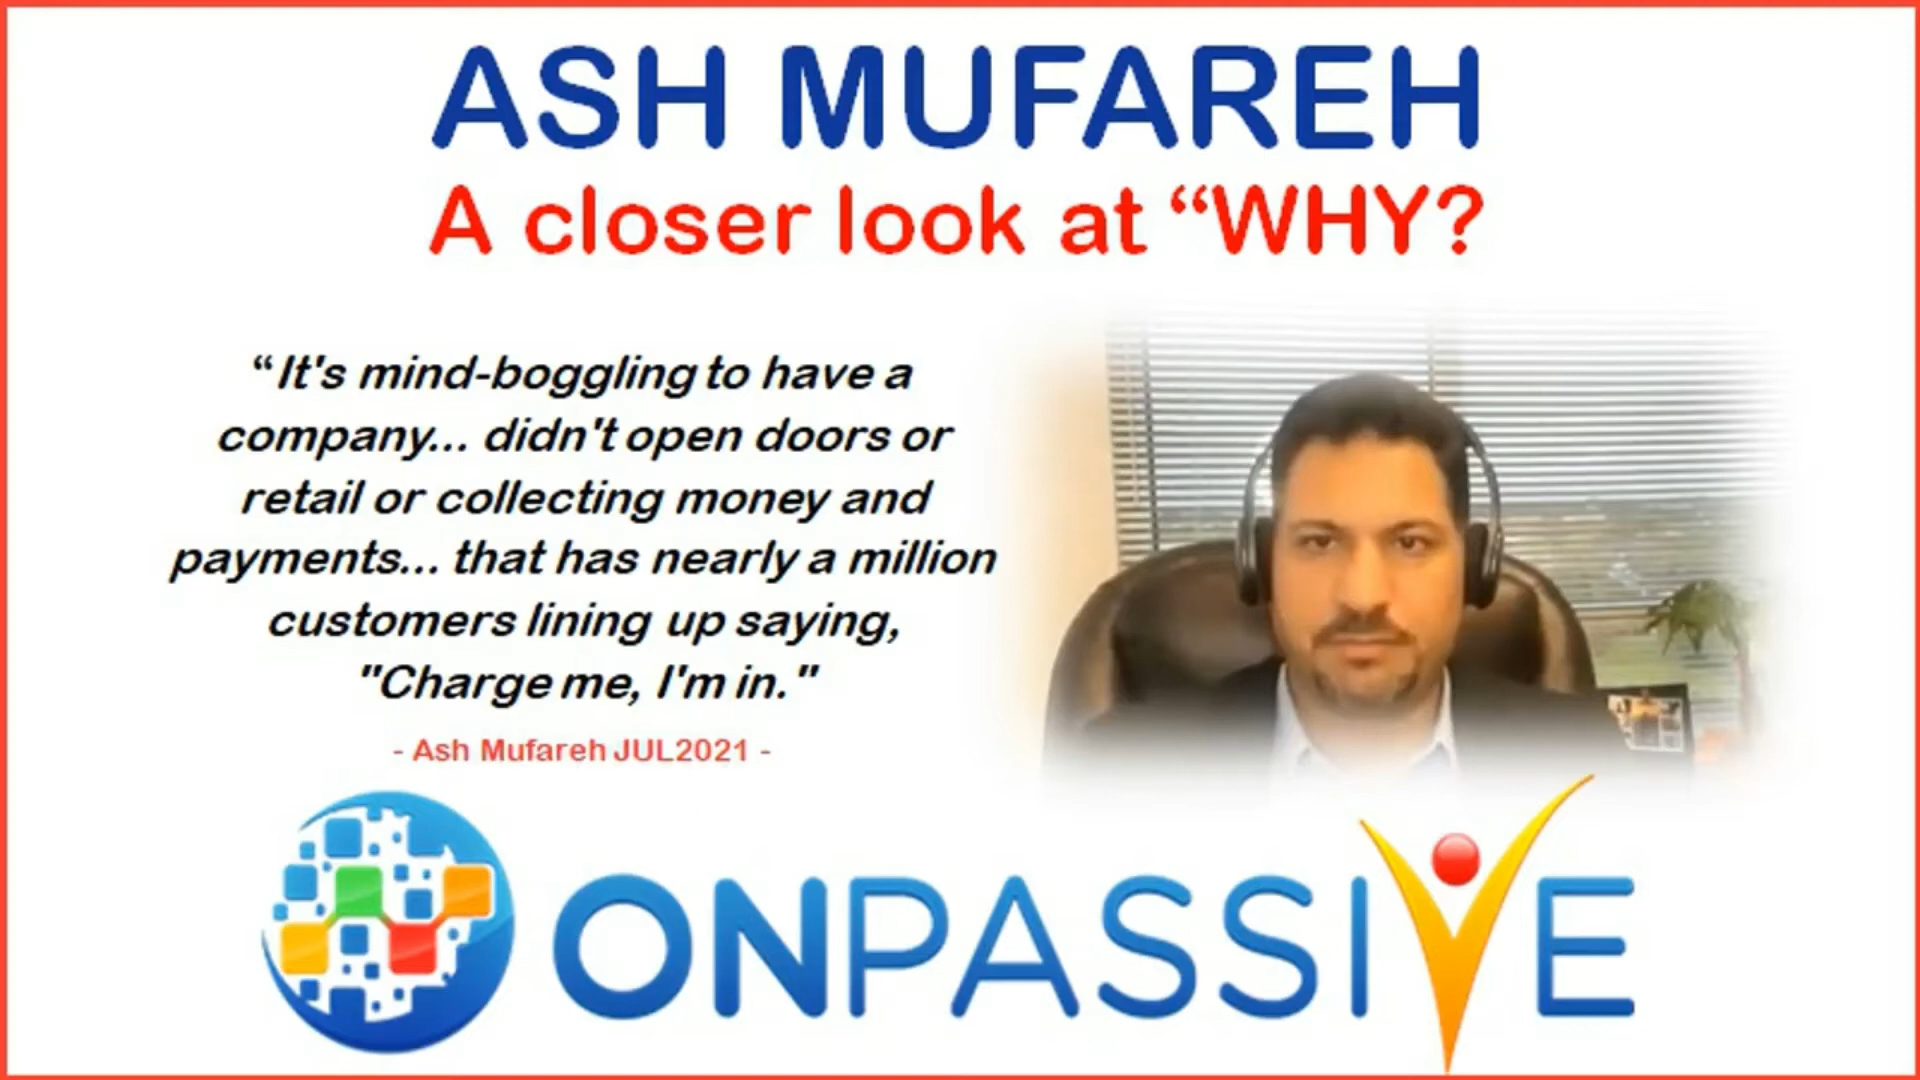 ASH MUFAREH
A closer look at “WHY?
“It's mind-boggling to have a
company... didn't open doors or
retail or collecting money and
payments... that has nearly a million
customers lining up saying,
"Charge me, I'm in."
- Ash Mufareh JUL2021 -
ONPASSIVE